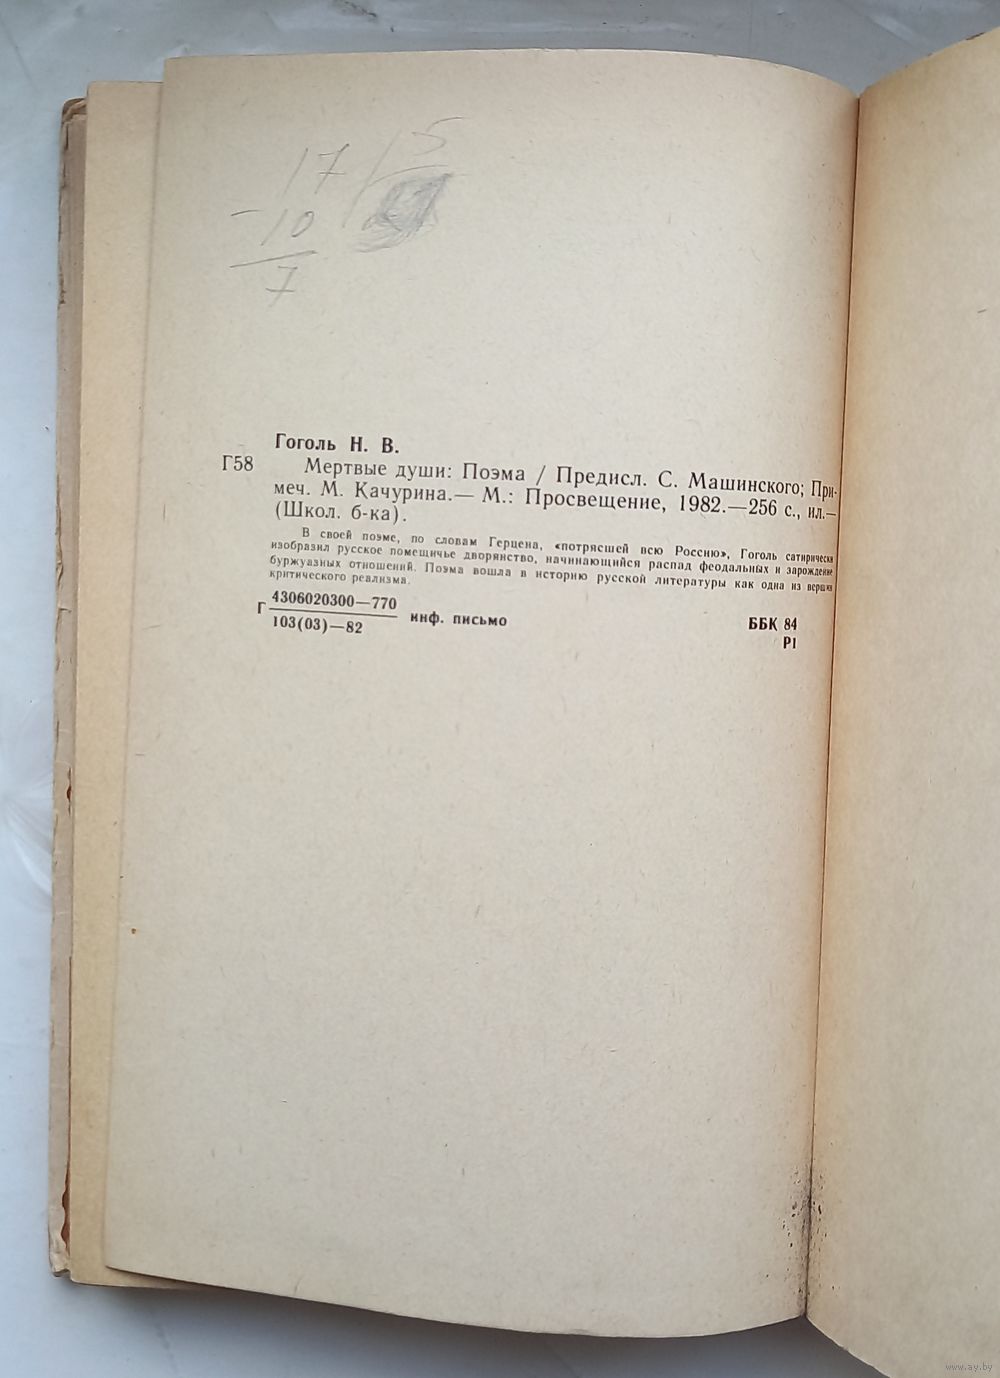 17 5
- 10
7
Гоголь Н. В.
Г58
Мертвые души: Поэма / Предисл. С. Машинского; При-
меч. М. Качурина.— М.: Просвещение, 1982.—256 с., ил.—
(Школ. б-ка).
В своей поэме, по словам Герцена, «потрясшей всю Россию», Гоголь сатирически
изобразил русское помещичье дворянство, начинающийся распад феодальных и зарождение
буржуазных отношений. Поэма вошла в историю русской литературы как одна из вершин
критического реализма.
Г 4306020300—770
103(03)—82
инф. письмо
ББК 84
Р1
www.ay.by